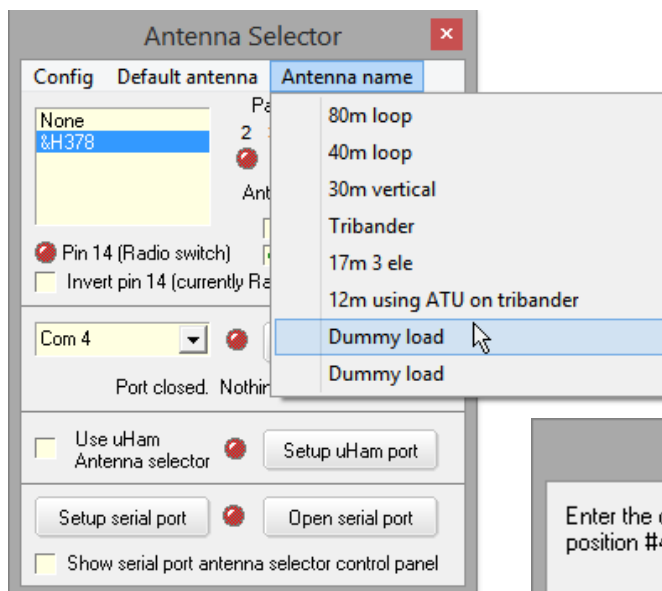 Antenna Selector
Config Default antenna Antenna name
None
&H378
2
80m loop
40m loop
30m vertical
Tribander
17m 3 ele
12m using ATU on tribander
Dummy load
Dummy load
Pin 14 (Radio switch)
Invert pin 14 (currently
Com 4
Port closed.
Use uHam
Antenna selector
Setup uHam port
Setup serial port
Open serial port
Show serial port antenna selector control panel
Enter the
position #4